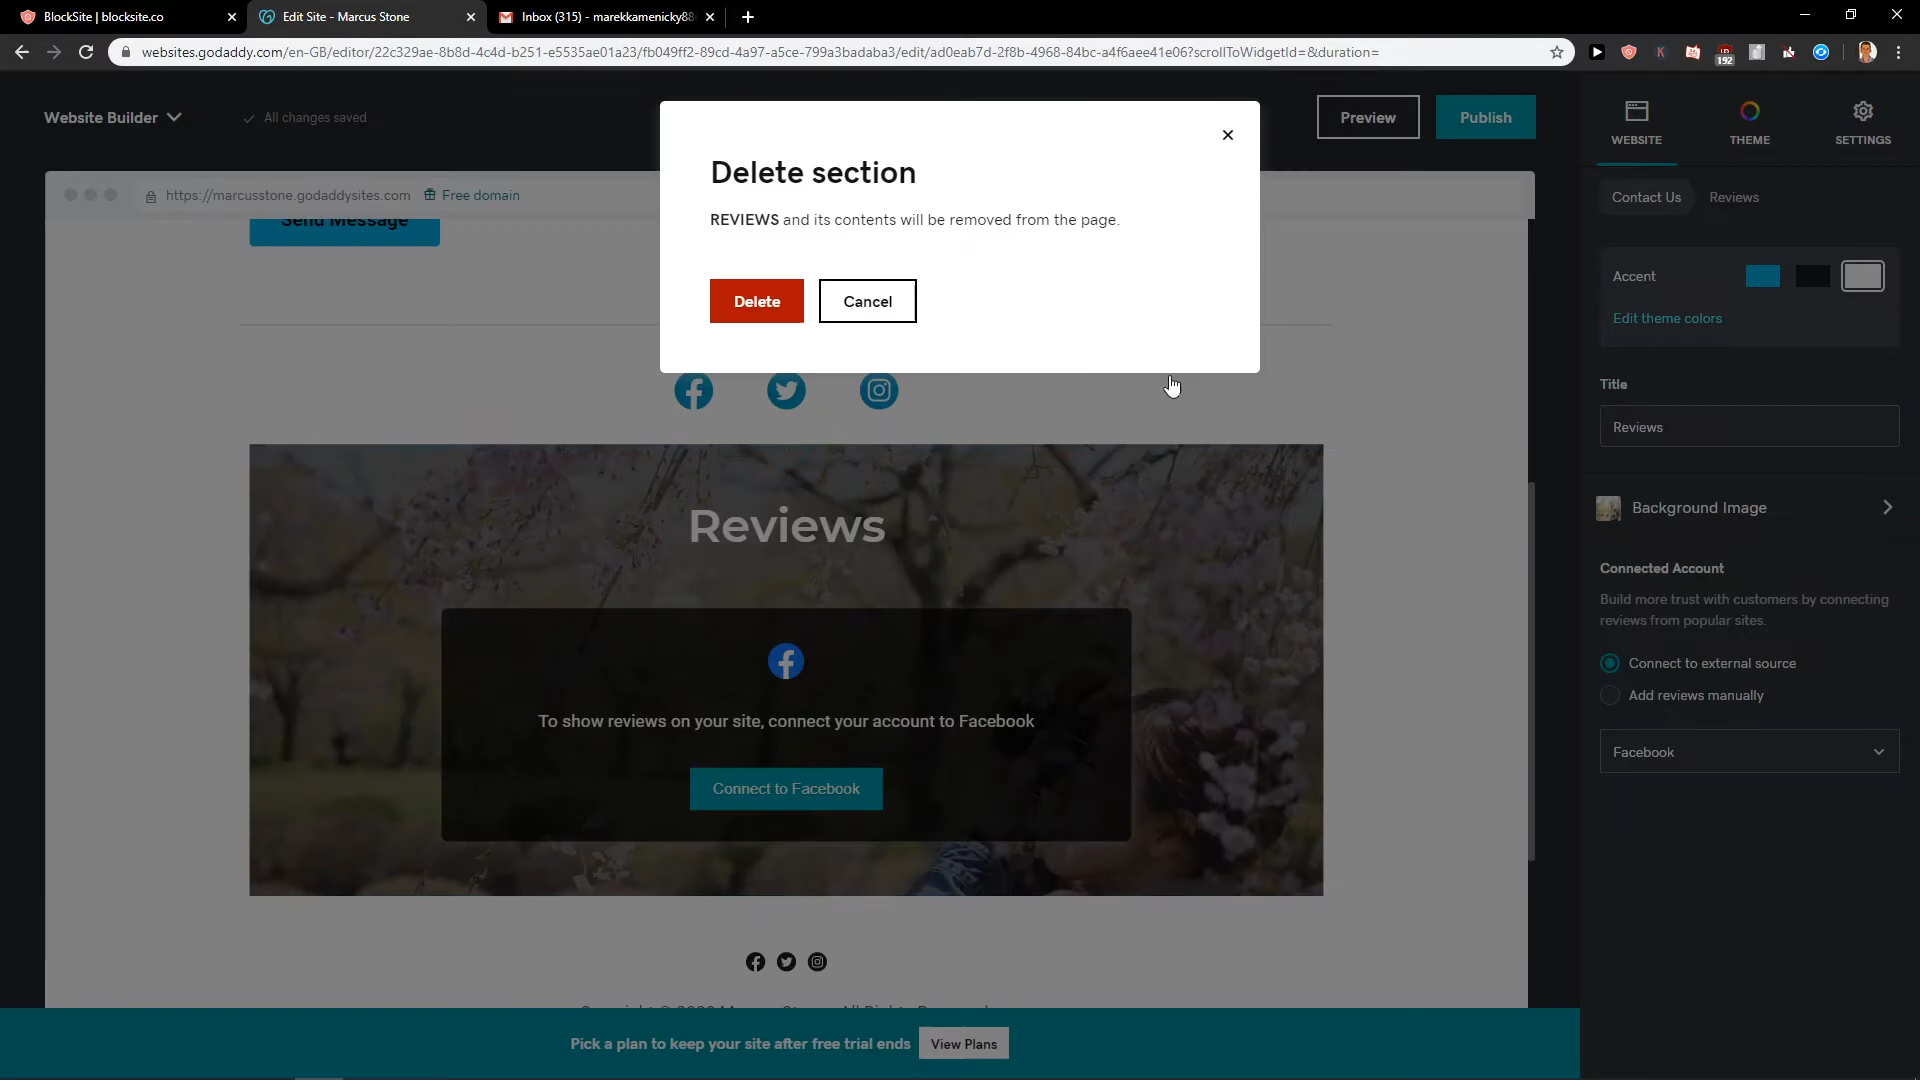 BlockSite | blocksite.co
Edit Site - Marcus Stone
Inbox (315) - marekkamenicky88
websites.godaddy.com/en-GB/editor/22c329ae-8b8d-4c4d-b251-e5535ae01a23/fb049ff2-89cd-4a97-a5ce-799a3badaba3/edit/ad0eab7d-2f8b-4968-84bc-a4f6aee41e06?scrollToWidgetId=&duration=
192
Website Builder
All changes saved
Preview
Publish
WEBSITE
THEME
SETTINGS
https://marcusstone.godaddysites.com
Free domain
Send Message
Delete section
REVIEWS and its contents will be removed from the page.
Delete
Cancel
Contact Us
Reviews
Accent
Edit theme colors
Title
Reviews
Background Image
Connected Account
Build more trust with customers by connecting
reviews from popular sites.
Connect to external source
Add reviews manually
Facebook
Reviews
To show reviews on your site, connect your account to Facebook
Connect to Facebook
Pick a plan to keep your site after free trial ends
View Plans